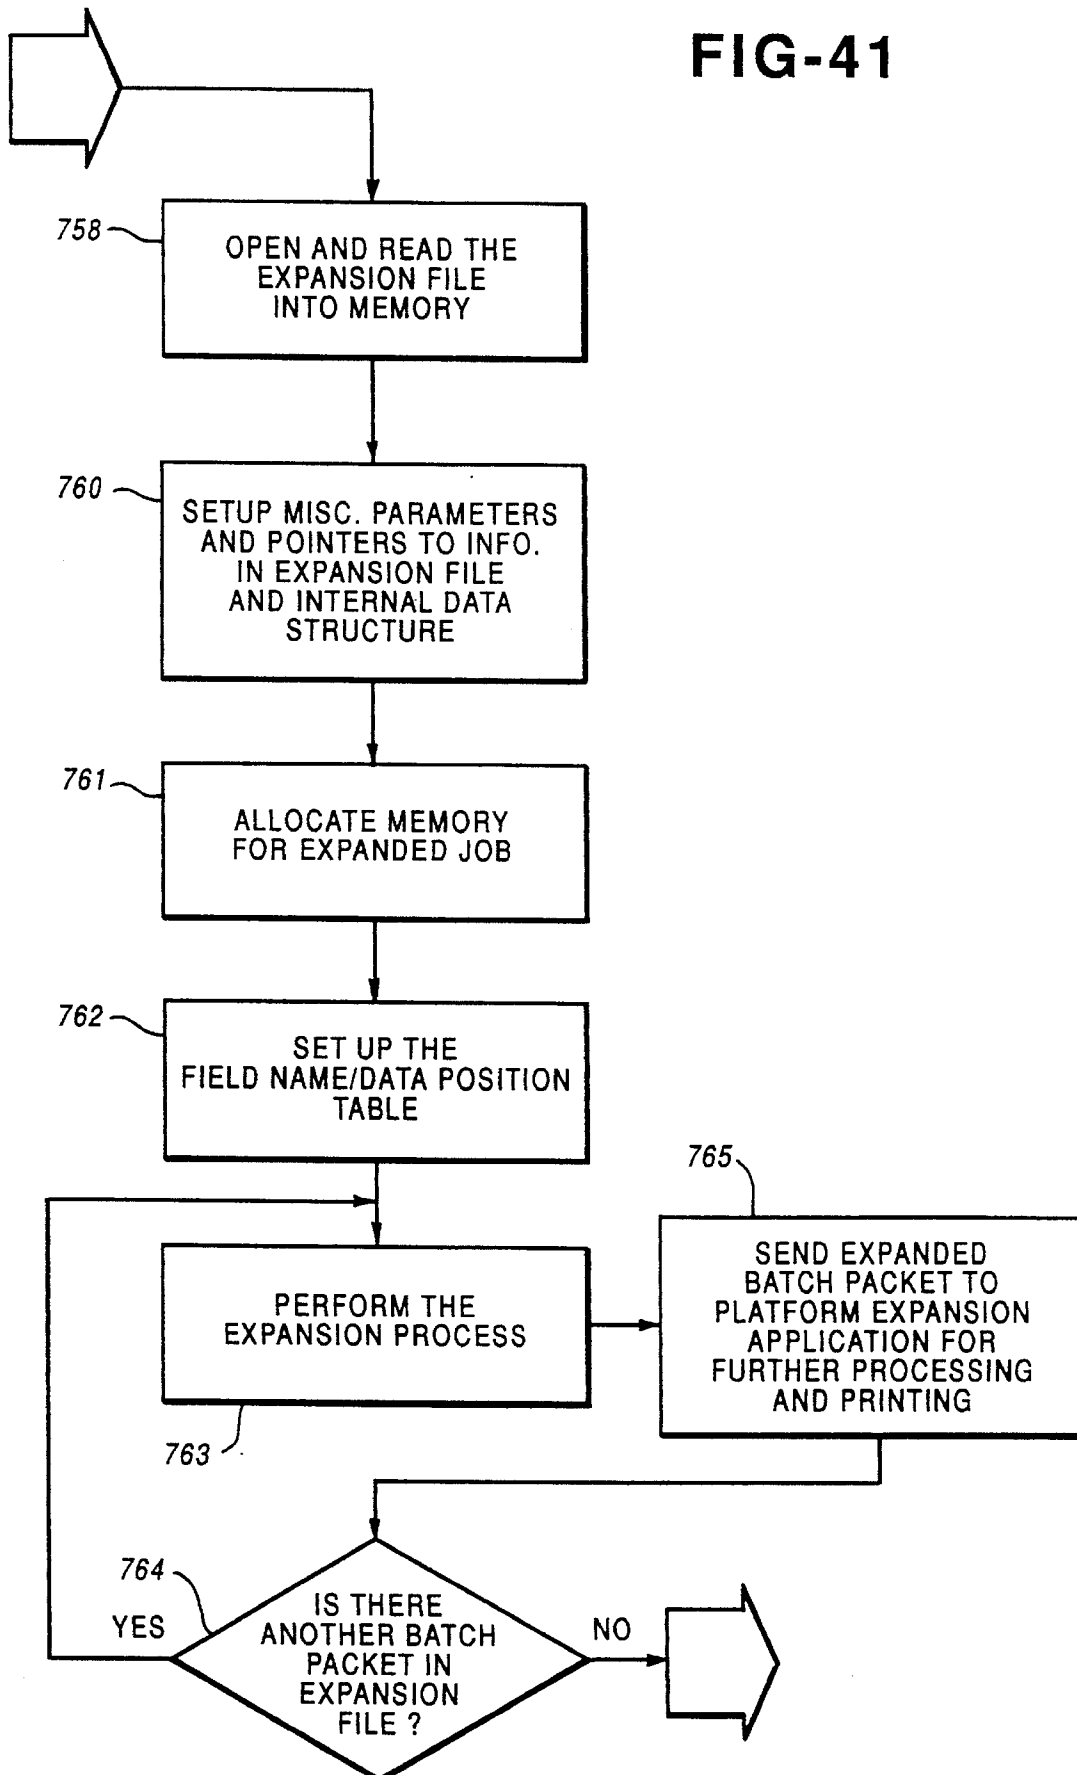 FIG-41
758
OPEN AND READ THE
EXPANSION FILE
INTO MEMORY
760
SETUP MISC. PARAMETERS
AND POINTERS TO INFO.
IN EXPANSION FILE
AND INTERNAL DATA
STRUCTURE
761
ALLOCATE MEMORY
FOR EXPANDED JOB
762
SET UP THE
FIELD NAME/DATA POSITION
TABLE
763
PERFORM THE
EXPANSION PROCESS
765
SEND EXPANDED
BATCH PACKET TO
PLATFORM EXPANSION
APPLICATION FOR
FURTHER PROCESSING
AND PRINTING
764
IS THERE
ANOTHER BATCH
PACKET IN
EXPANSION
FILE ?
YES
NO